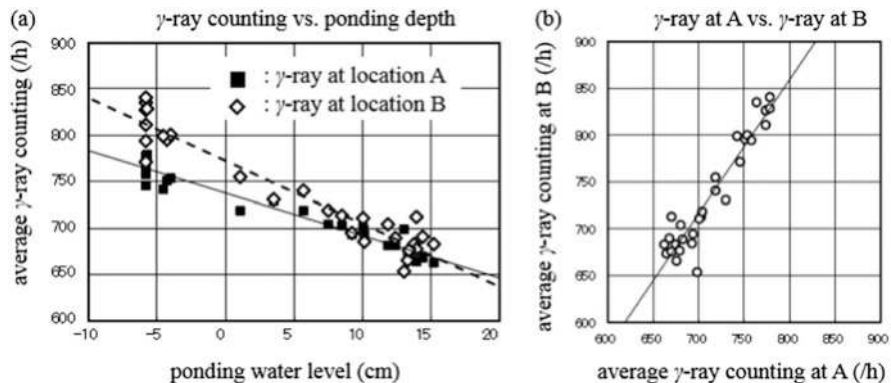 (a) γ-ray counting vs. ponding depth
average γ-ray counting (/h)
900
850
800
750
700
650
600
-10 -5 0 5 10 15 20
■ : γ-ray at location A
◇ : γ-ray at location B
ponding water level (cm)
(b) γ-ray at A vs. γ-ray at B
average γ-ray counting at B (/h)
900
850
800
750
700
650
600
600 650 700 750 800 850 900
average γ-ray counting at A (/h)